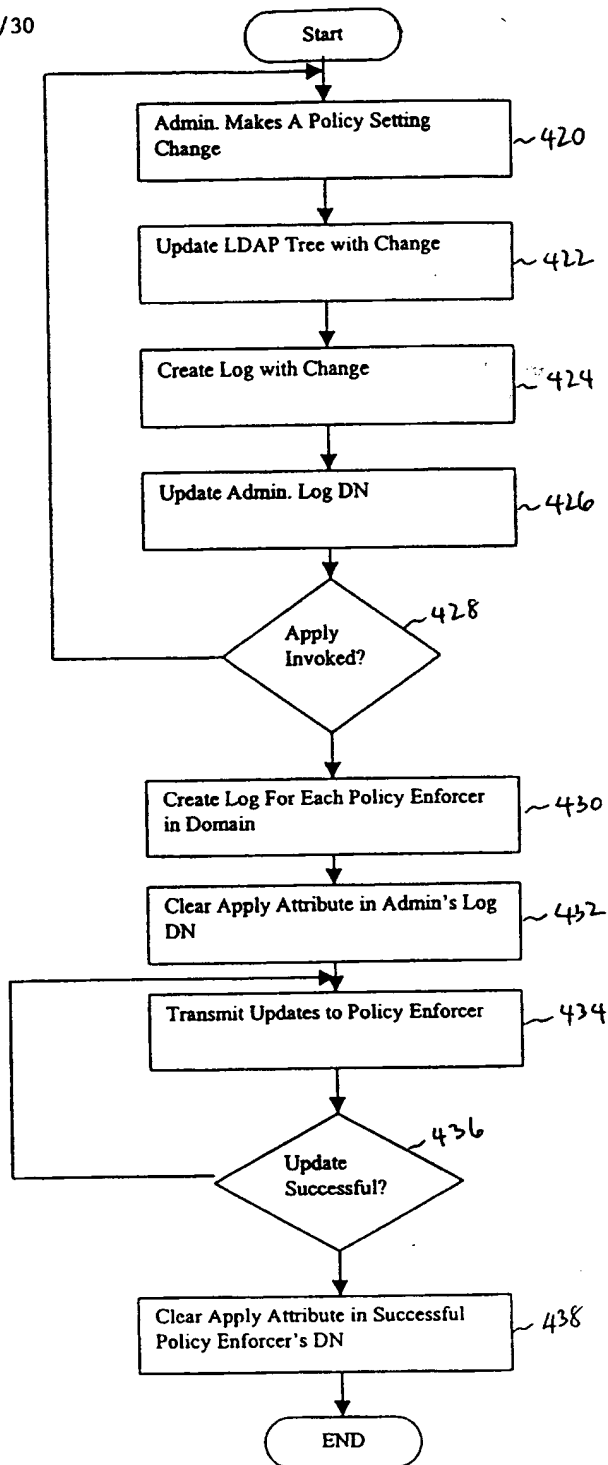 /30
Start
Admin. Makes A Policy Setting
Change
420
Update LDAP Tree with Change
422
Create Log with Change
424
Update Admin. Log DN
426
428
Apply
Invoked?
Create Log For Each Policy Enforcer
in Domain
430
Clear Apply Attribute in Admin's Log
DN
432
Transmit Updates to Policy Enforcer
434
436
Update
Successful?
Clear Apply Attribute in Successful
Policy Enforcer's DN
438
END